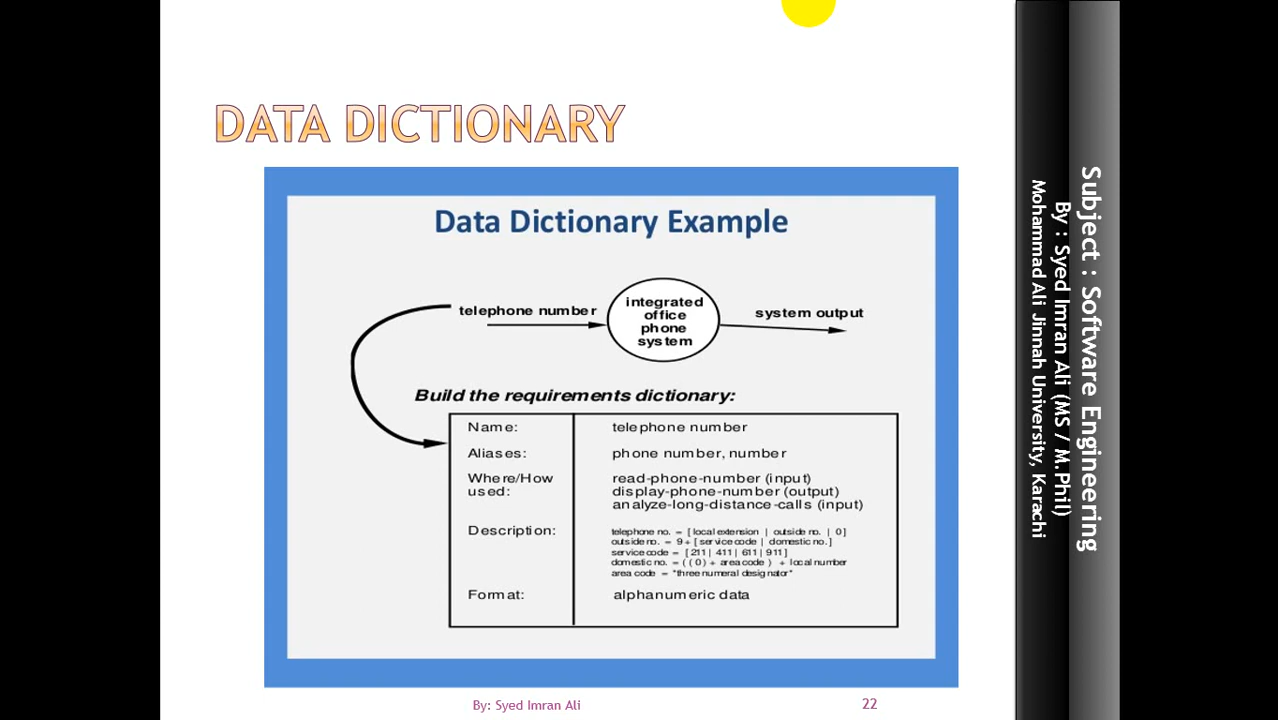 DATA DICTIONARY
Data Dictionary Example
telephone number
integrated
office
phone
system
system output
Build the requirements dictionary:
Name: telephone number
Aliases: phone number, number
Where/How used: read-phone-number (input)
display-phone-number (output)
analyze-long-distance-calls (input)
Description: telephone no. = [ local extension | outside no. | 0 ]
outside no. = 9 + [ service code | domestic no. ]
service code = [ 211 | 411 | 611 | 911 ]
domestic no. = ( ( 0 ) + area code ) + local number
area code = *three numeral designator*
Format: alphanumeric data
By: Syed Imran Ali
22
Subject : Software Engineering
By : Syed Imran Ali (MS / M.Phil)
Mohammad Ali Jinnah University, Karachi